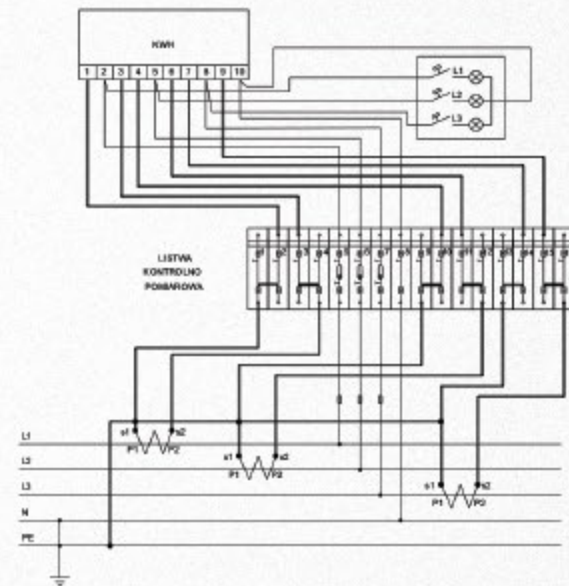 KWH
1 2 3 4 5 6 7 8 9 10
L1
L2
L3
LISTWA
KONTROLNO
POMIAROWA
s1 s2
P1 P2
s1 s2
P1 P2
s1 s2
P1 P2
L1
L2
L3
N
PE